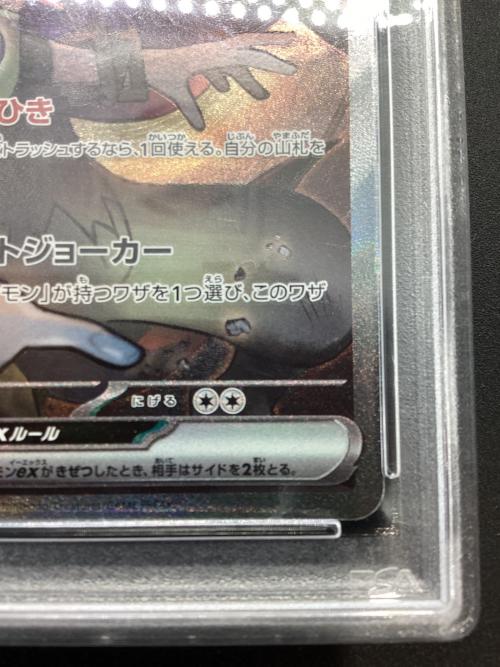 ひき
トラッシュするなら、1回使える。自分の山札を
トジョーカー
モン」が持つワザを1つ選び、このワザ
にげる
ルール
モンexがきぜつしたとき、相手はサイドを2枚とる。
PSA